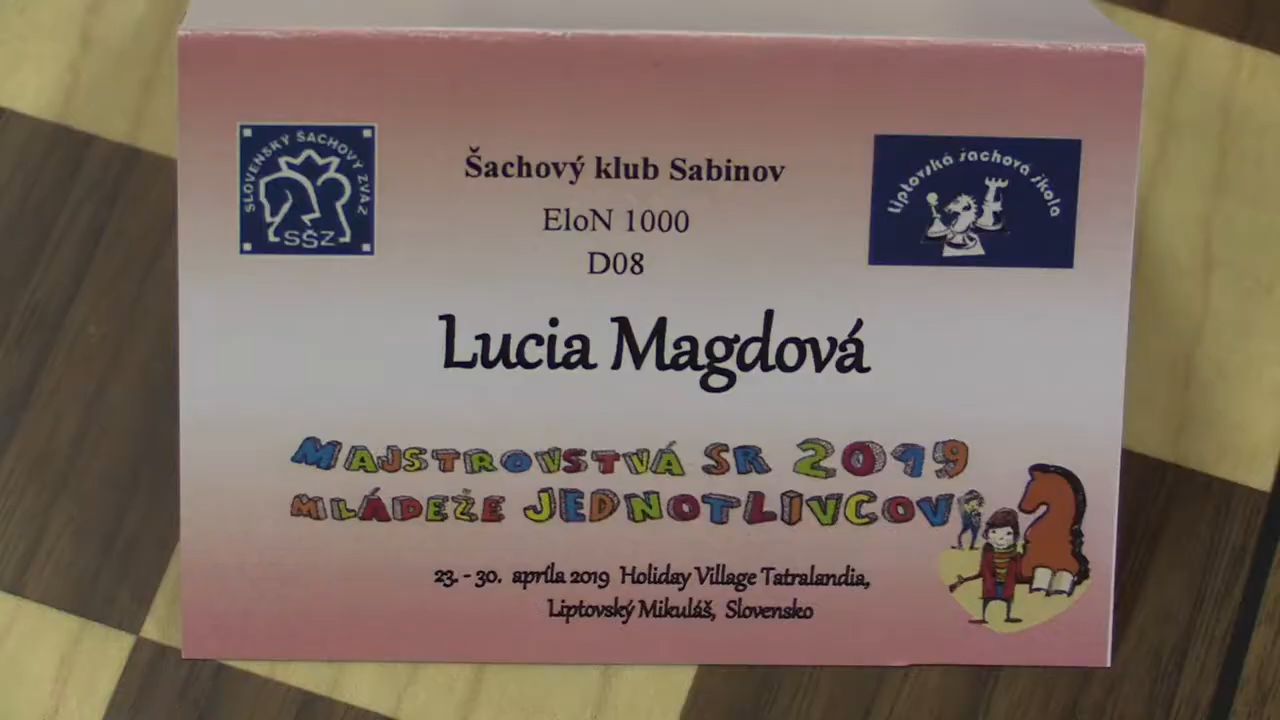 SLOVENSKÝ ŠACHOVÝ ZVÄZ
SŠZ
Šachový klub Sabinov
EloN 1000
D08
Liptovská šachová škola
Lucia Magdová
MAJSTROVSTVÁ SR 2019
MLÁDEŽE JEDNOTLIVCOV
23. - 30. apríla 2019 Holiday Village Tatralandia,
Liptovský Mikuláš, Slovensko